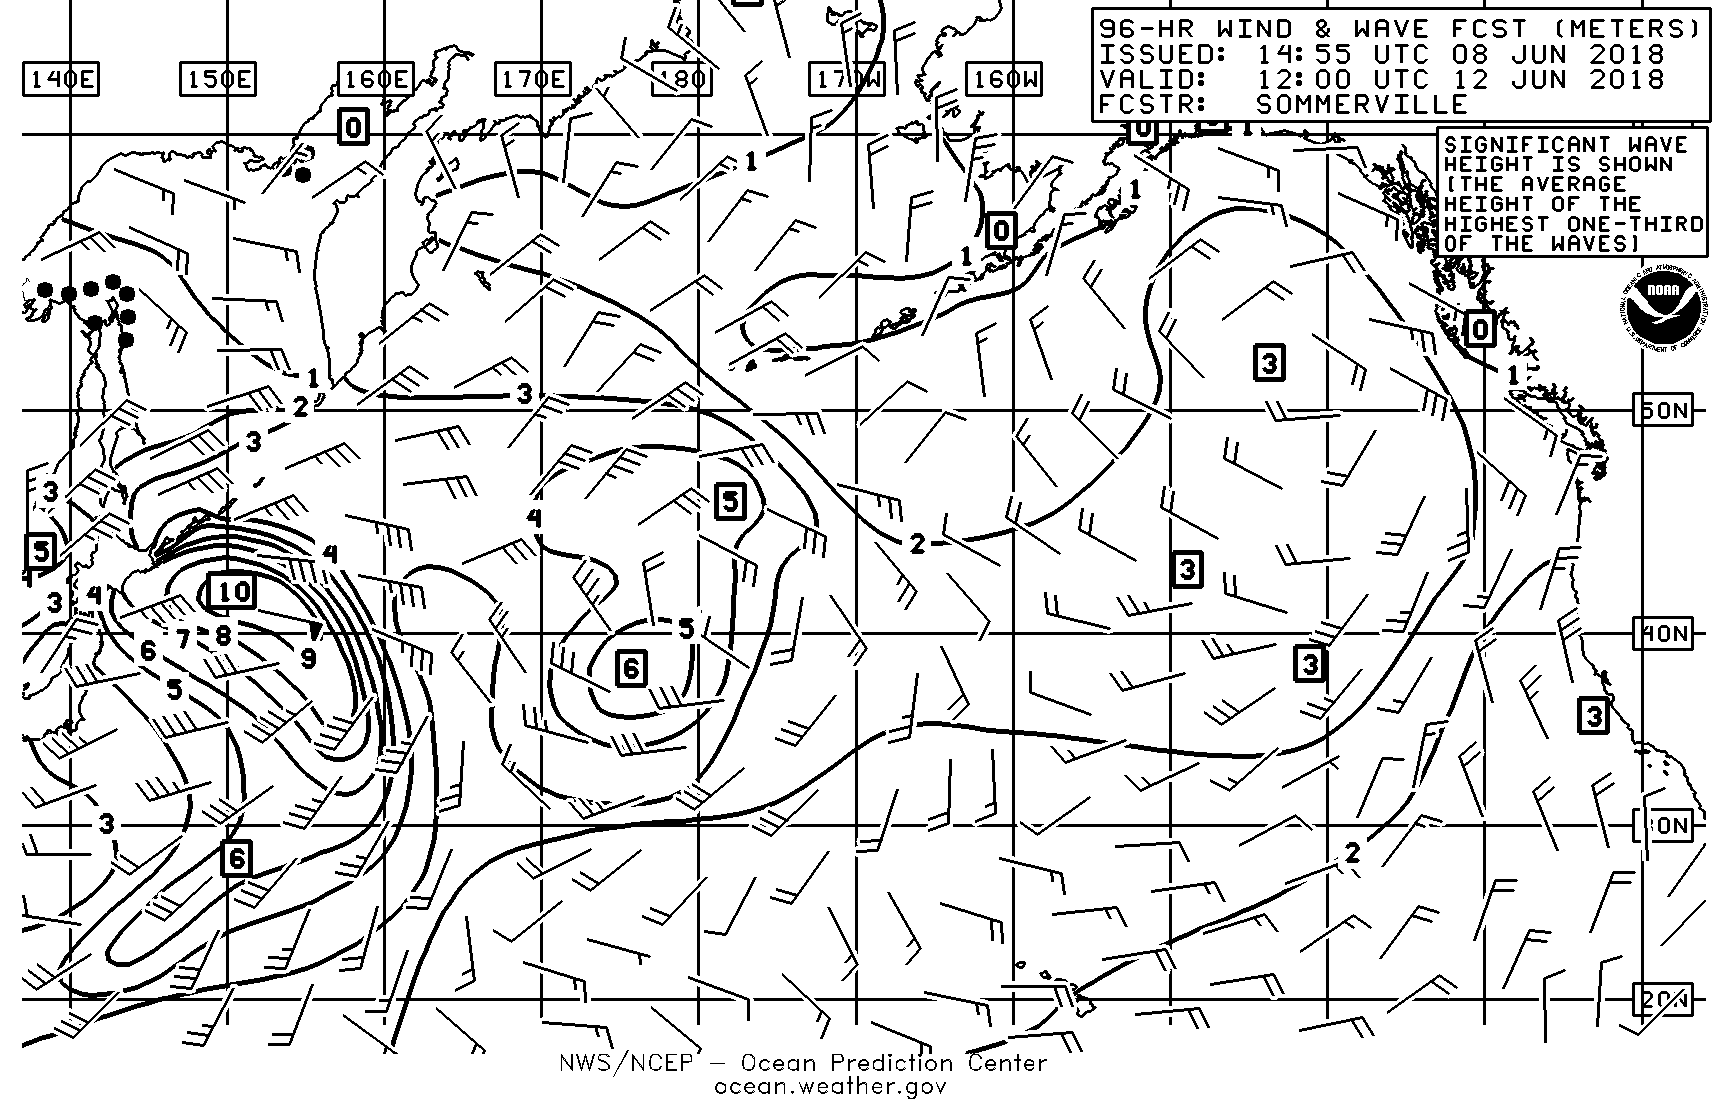 96-HR WIND & WAVE FCST (METERS)
ISSUED: 14:55 UTC 08 JUN 2018
VALID: 12:00 UTC 12 JUN 2018
FCSTR: SOMMERVILLE
140E 150E 160E 170E 180 170W 160W
SIGNIFICANT WAVE
HEIGHT IS SHOWN
(THE AVERAGE
HEIGHT OF THE
HIGHEST ONE-THIRD
OF THE WAVES)
0
0
1
1
1
0
1
NOAA
0
3
1
1
3
2
50N
3
3
5
4
5
4
2
3
10
4
3
5
40N
6
7
8
9
6
3
5
3
3
30N
2
6
20N
NWS/NCEP – Ocean Prediction Center
ocean.weather.gov